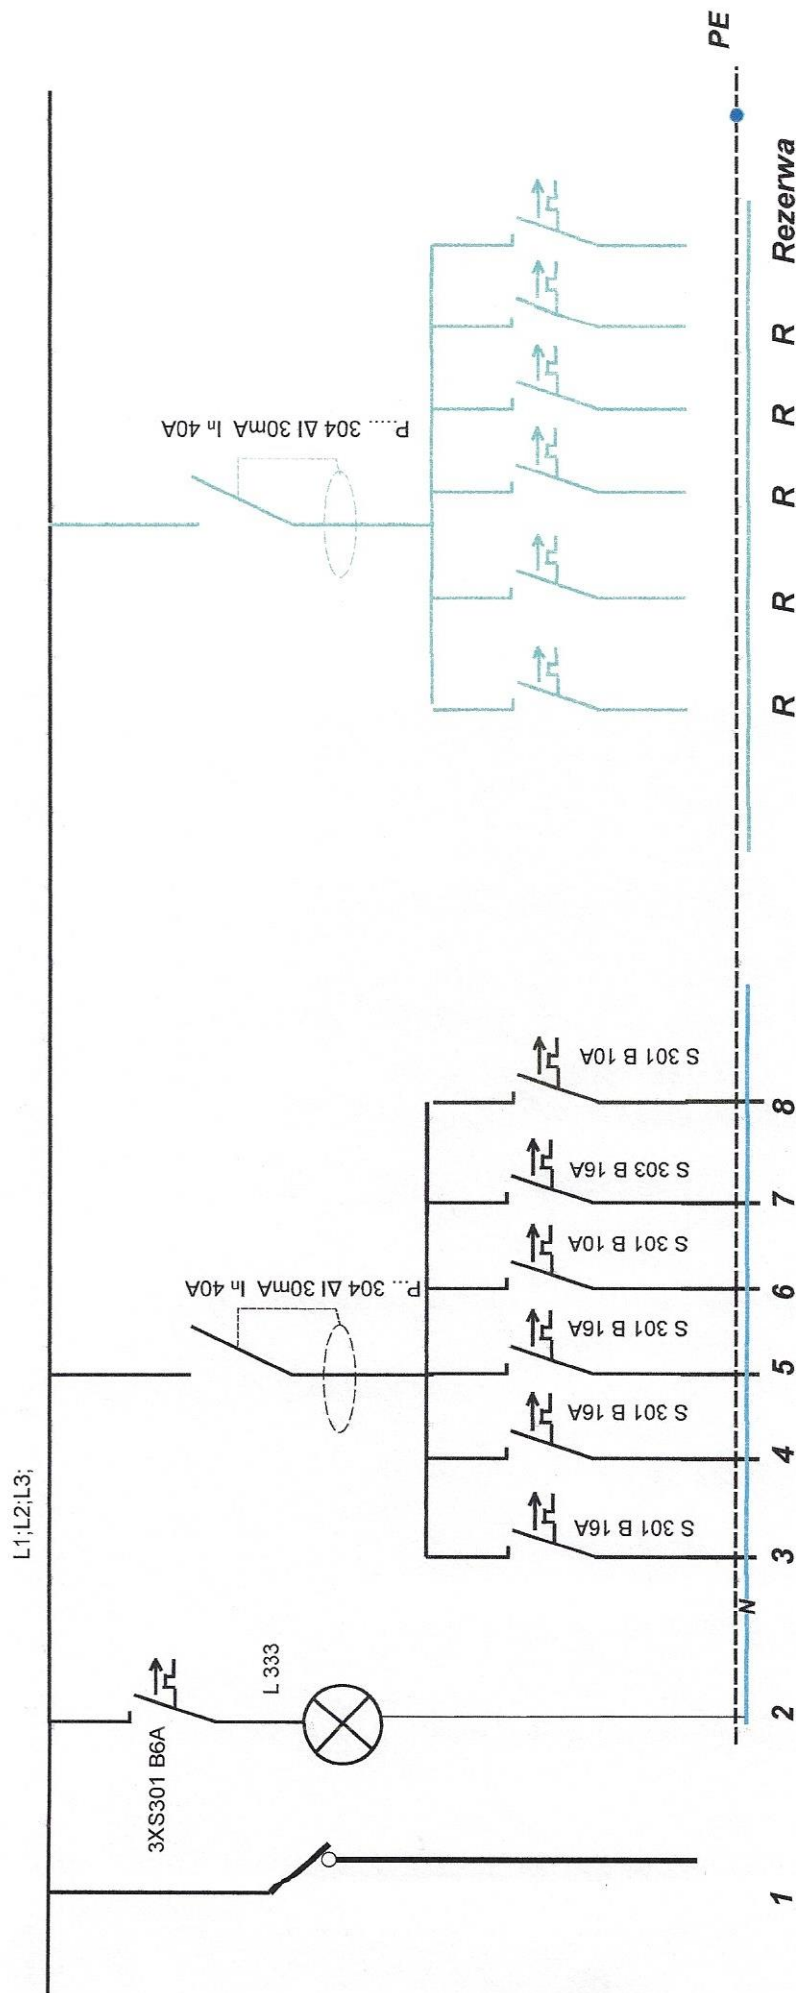 L1;L2;L3;
3XS301 B6A
L 333
P.... 304 ΔI 30mA In 40A
S 301 B 16A
S 301 B 16A
S 301 B 16A
S 301 B 10A
S 303 B 16A
S 301 B 10A
P..... 304 ΔI 30mA In 40A
N
PE
1
2
3
4
5
6
7
8
R
R
R
R
R
Rezerwa